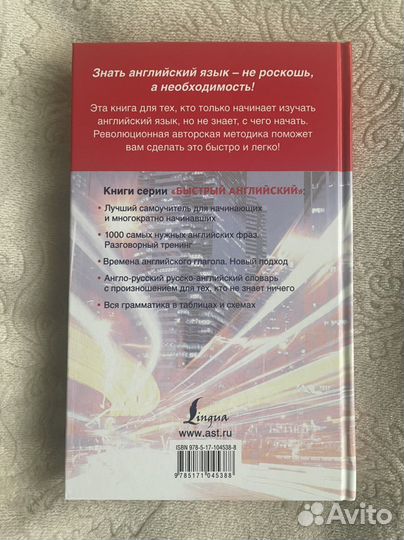 Знать английский язык – не роскошь,
а необходимость!
Эта книга для тех, кто только начинает изучать
английский язык, но не знает, с чего начать.
Революционная авторская методика поможет
вам сделать это быстро и легко!
Книги серии «БЫСТРЫЙ АНГЛИЙСКИЙ»:
• Лучший самоучитель для начинающих
и многократно начинавших
• 1000 самых нужных английских фраз.
Разговорный тренинг
• Времена английского глагола. Новый подход
• Англо-русский русско-английский словарь
с произношением для тех, кто не знает ничего
• Вся грамматика в таблицах и схемах
Lingua
www.ast.ru
ISBN 978-5-17-104538-8
9 785171 045388
Avito